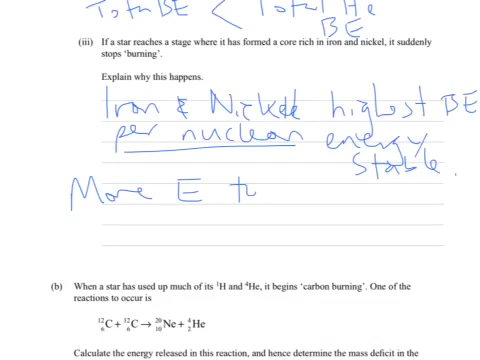 Total BE < Total He
BE
(iii) If a star reaches a stage where it has formed a core rich in iron and nickel, it suddenly
stops ‘burning’.
Explain why this happens.
Iron & Nickel highest BE
per nucleon energy
stable.
More E t
(b) When a star has used up much of its ¹H and ⁴He, it begins ‘carbon burning’. One of the
reactions to occur is
¹²₆C + ¹²₆C → ²⁰₁₀Ne + ⁴₂He
Calculate the energy released in this reaction, and hence determine the mass deficit in the